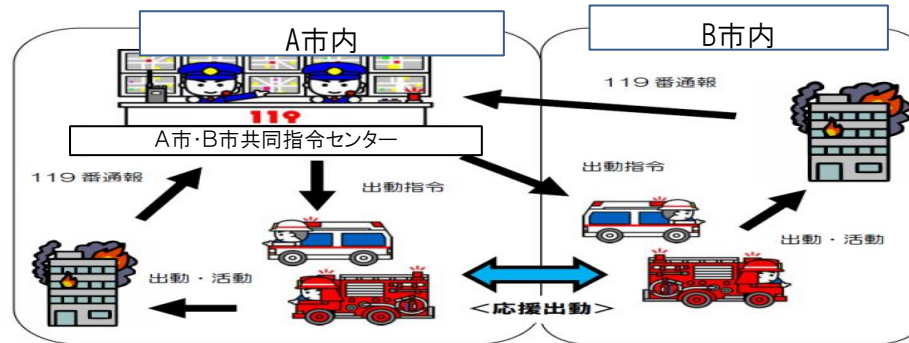 A市内
B市内
119番通報
119
A市・B市共同指令センター
119番通報
出動指令
出動指令
出動・活動
出動・活動
<応援出動>